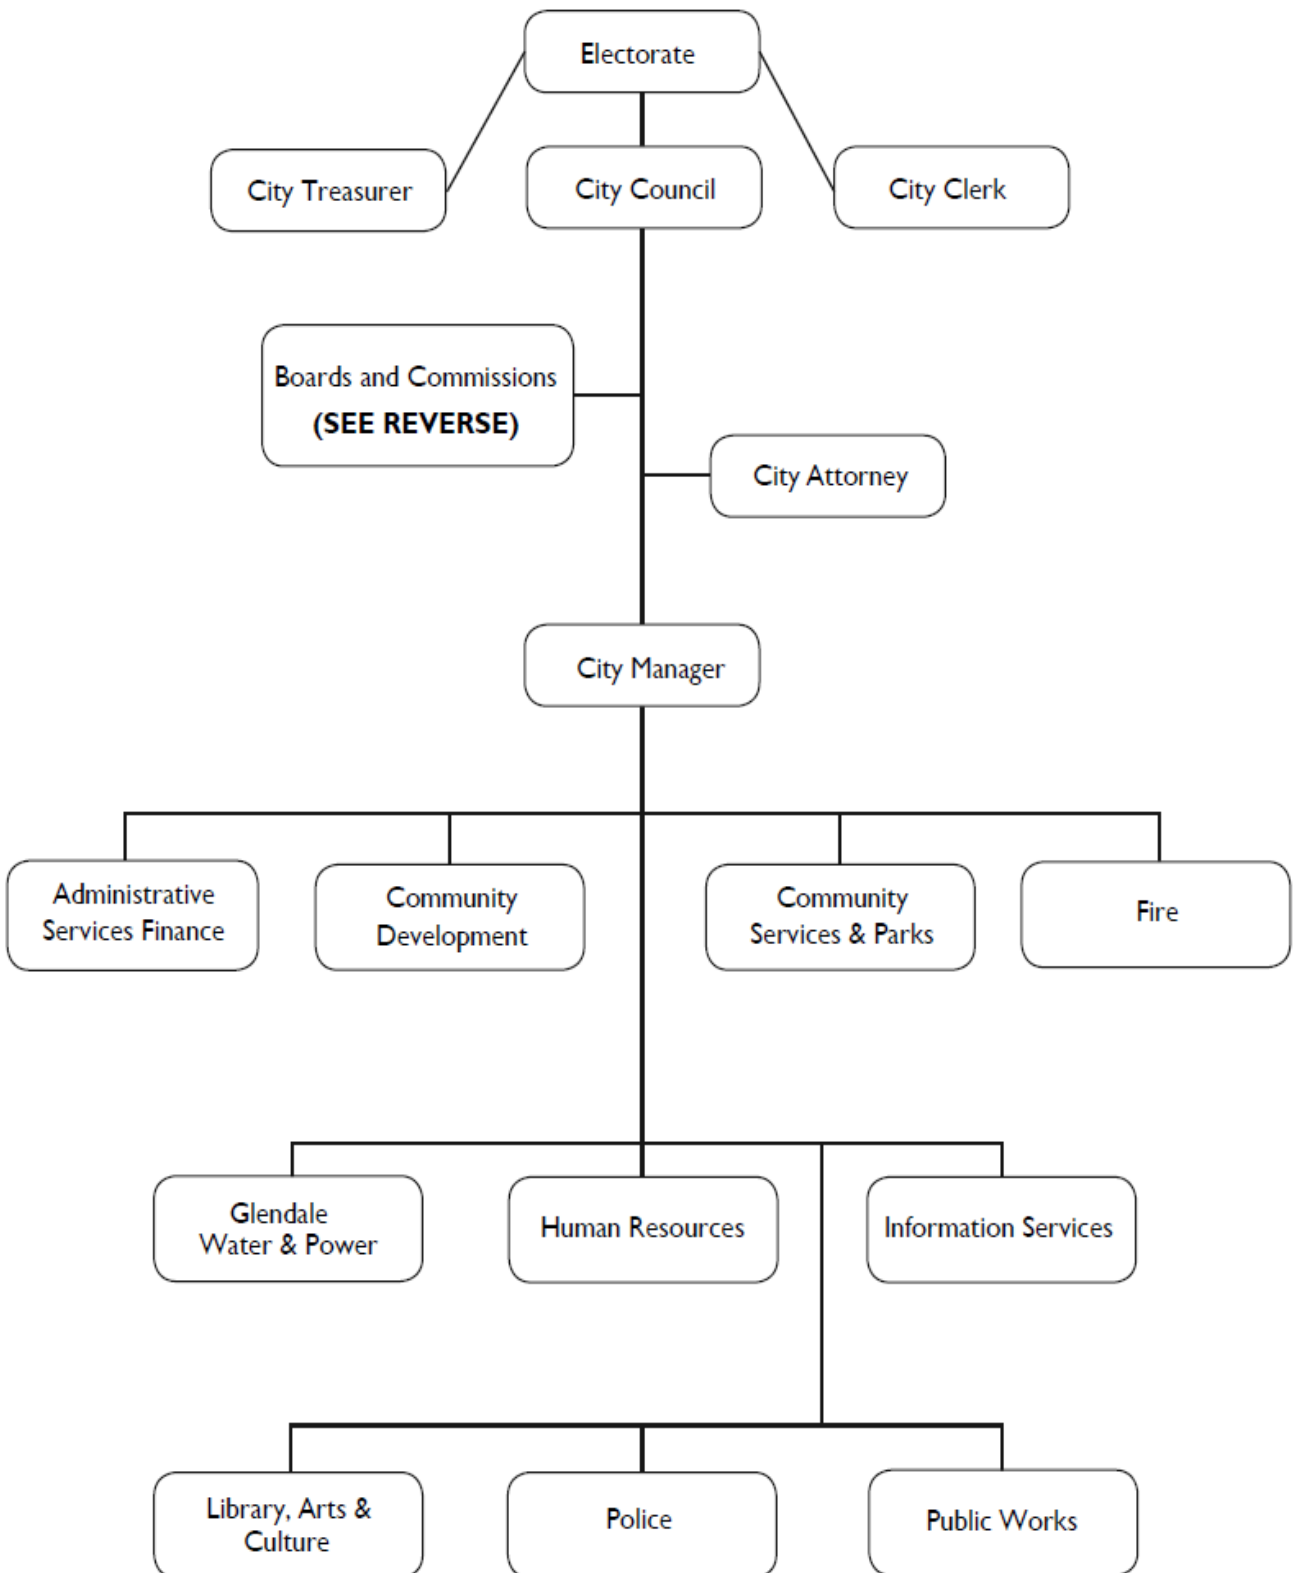 Electorate
City Treasurer
City Council
City Clerk
Boards and Commissions
(SEE REVERSE)
City Attorney
City Manager
Administrative
Services Finance
Community
Development
Community
Services & Parks
Fire
Glendale
Water & Power
Human Resources
Information Services
Library, Arts &
Culture
Police
Public Works